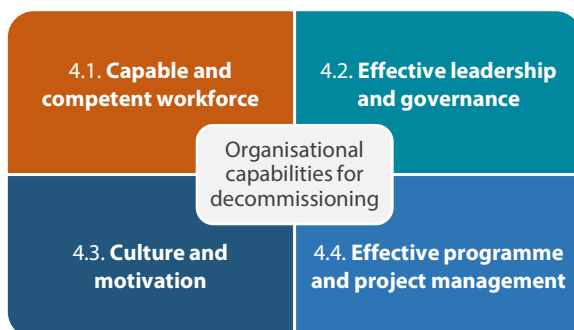 4.1. Capable and
competent workforce
4.2. Effective leadership
and governance
Organisational
capabilities for
decommissioning
4.3. Culture and
motivation
4.4. Effective programme
and project management